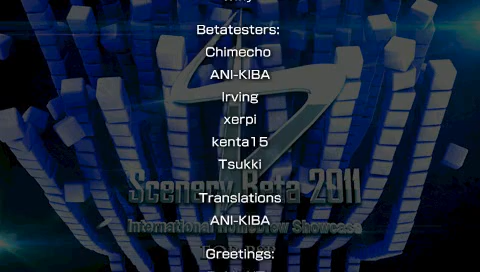 Betatesters:
Chimecho
ANI-KIBA
Irving
xerpi
kenta15
Tsukki
Scenery Beta 2011
Translations
International Homebrew Showcase
ANI-KIBA
Greetings: